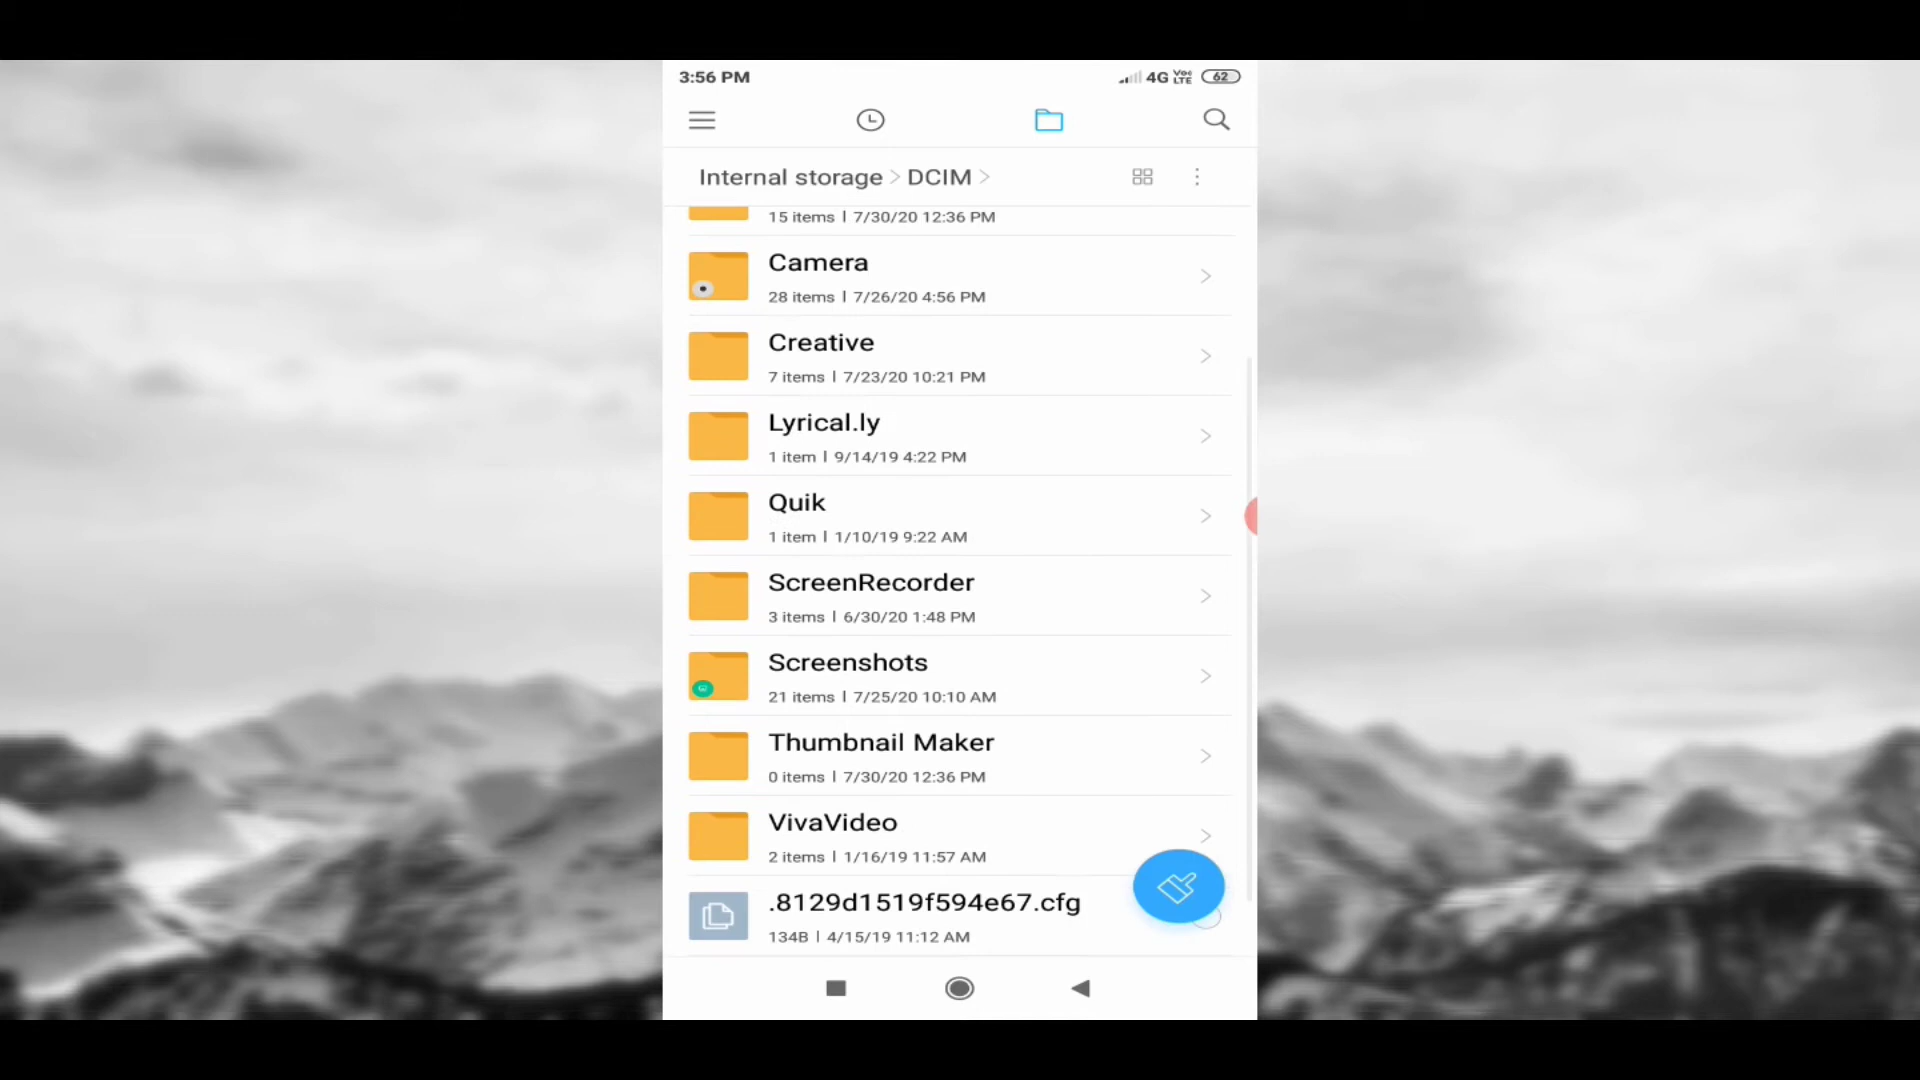 3:56 PM 4G Vo LTE 62
Internal storage > DCIM >
15 items | 7/30/20 12:36 PM
Camera
28 items | 7/26/20 4:56 PM
Creative
7 items | 7/23/20 10:21 PM
Lyrical.ly
1 item | 9/14/19 4:22 PM
Quik
1 item | 1/10/19 9:22 AM
ScreenRecorder
3 items | 6/30/20 1:48 PM
Screenshots
21 items | 7/25/20 10:10 AM
Thumbnail Maker
0 items | 7/30/20 12:36 PM
VivaVideo
2 items | 1/16/19 11:57 AM
.8129d1519f594e67.cfg
134B | 4/15/19 11:12 AM